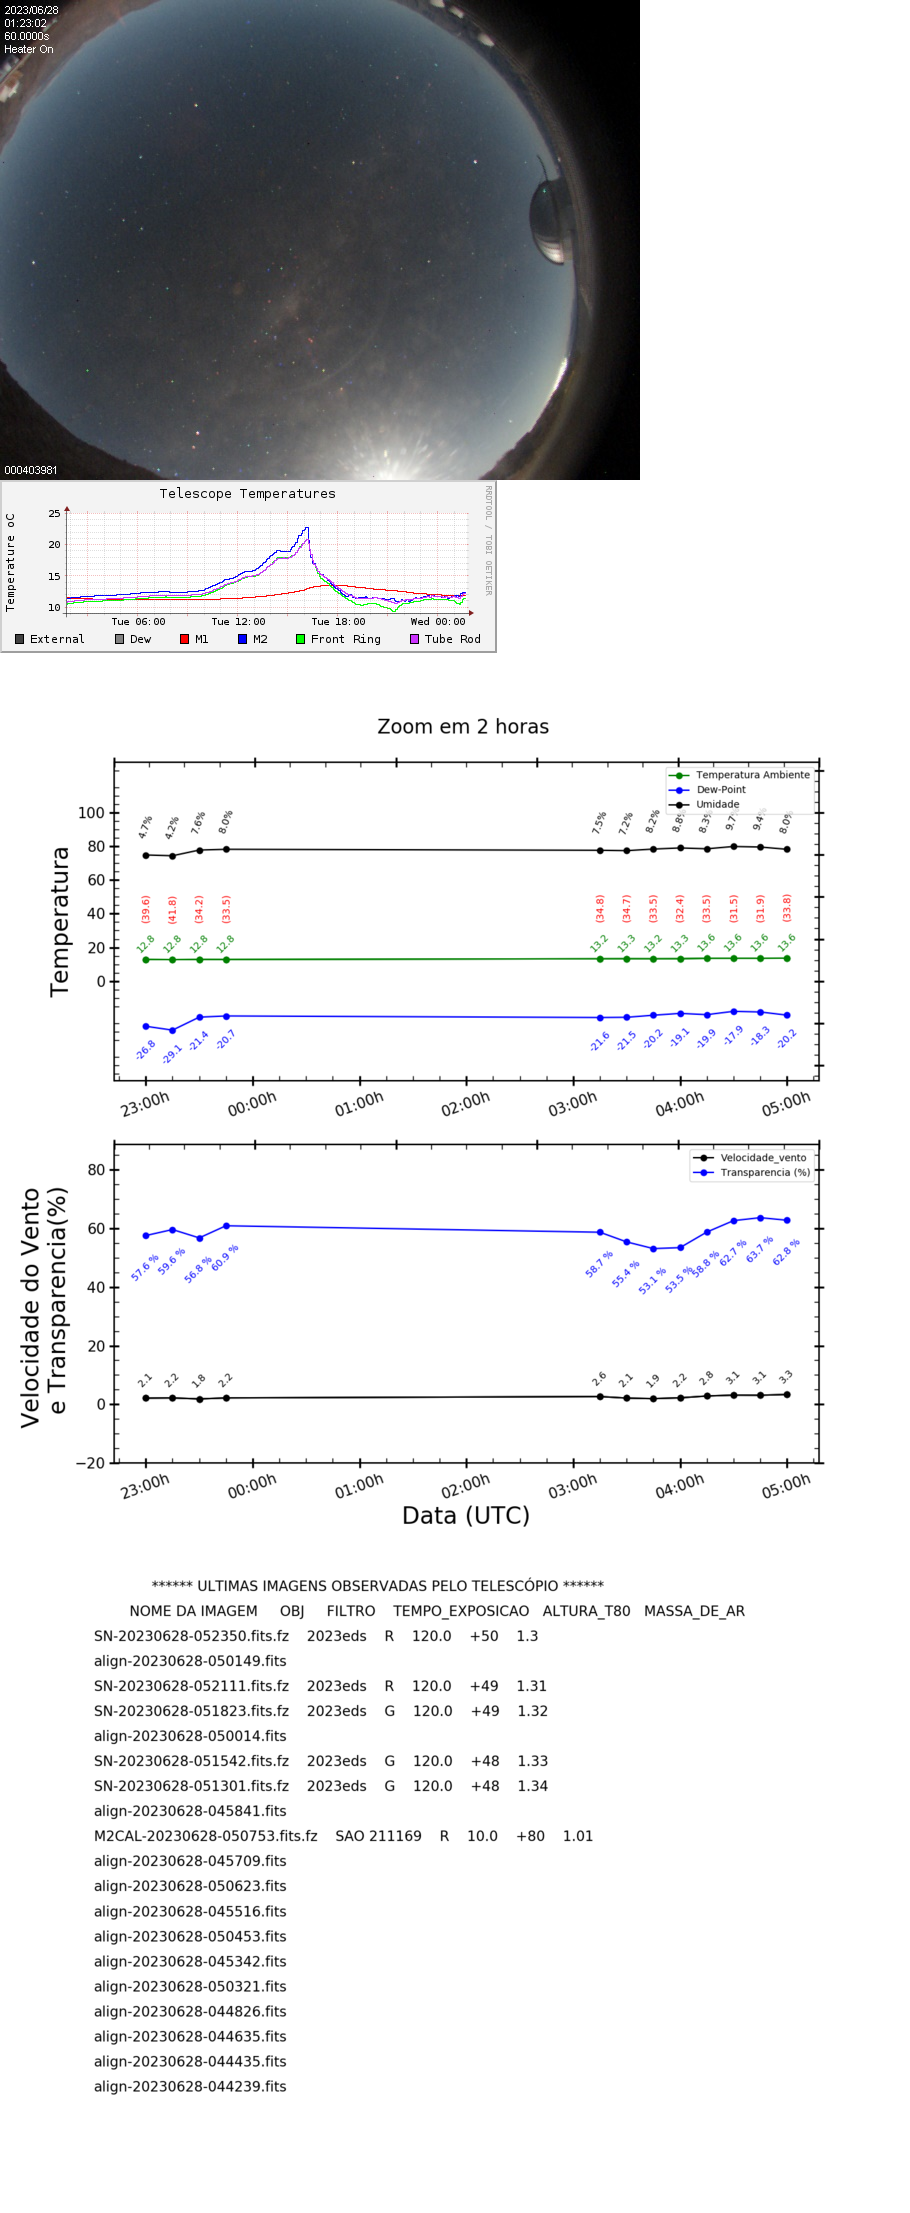 2023/06/28
01:23:02
60.0000s
Heater On
000403981
Telescope Temperatures
RRDTOOL / TOBI OETIKER
Temperature oC
25
20
15
10
Tue 06:00 Tue 12:00 Tue 18:00 Wed 00:00
External Dew M1 M2 Front Ring Tube Rod
Zoom em 2 horas
Temperatura Ambiente
Dew-Point
Umidade
Temperatura
100
80
60
40
20
0
4.7% 4.2% 7.6% 8.0% 7.5% 7.2% 8.2% 8.8% 8.3% 9.7% 9.4% 8.0%
(39.6) (41.8) (34.2) (33.5) (34.8) (34.7) (33.5) (32.4) (33.5) (31.5) (31.9) (33.8)
12.8 12.8 12.8 12.8 13.2 13.3 13.2 13.3 13.6 13.6 13.6 13.6
-26.8 -29.1 -21.4 -20.7 -21.6 -21.5 -20.2 -19.1 -19.9 -17.9 -18.3 -20.2
23:00h 00:00h 01:00h 02:00h 03:00h 04:00h 05:00h
Velocidade_vento
Transparencia (%)
Velocidade do Vento
e Transparencia(%)
80
60
40
20
0
−20
57.6 % 59.6 % 56.8 % 60.9 % 58.7 % 55.4 % 53.1 % 53.5 % 58.8 % 62.7 % 63.7 % 62.8 %
2.1 2.2 1.8 2.2 2.6 2.1 1.9 2.2 2.8 3.1 3.1 3.3
23:00h 00:00h 01:00h 02:00h 03:00h 04:00h 05:00h
Data (UTC)
****** ULTIMAS IMAGENS OBSERVADAS PELO TELESCÓPIO ******
NOME DA IMAGEM OBJ FILTRO TEMPO_EXPOSICAO ALTURA_T80 MASSA_DE_AR
SN-20230628-052350.fits.fz 2023eds R 120.0 +50 1.3
align-20230628-050149.fits
SN-20230628-052111.fits.fz 2023eds R 120.0 +49 1.31
SN-20230628-051823.fits.fz 2023eds G 120.0 +49 1.32
align-20230628-050014.fits
SN-20230628-051542.fits.fz 2023eds G 120.0 +48 1.33
SN-20230628-051301.fits.fz 2023eds G 120.0 +48 1.34
align-20230628-045841.fits
M2CAL-20230628-050753.fits.fz SAO 211169 R 10.0 +80 1.01
align-20230628-045709.fits
align-20230628-050623.fits
align-20230628-045516.fits
align-20230628-050453.fits
align-20230628-045342.fits
align-20230628-050321.fits
align-20230628-044826.fits
align-20230628-044635.fits
align-20230628-044435.fits
align-20230628-044239.fits